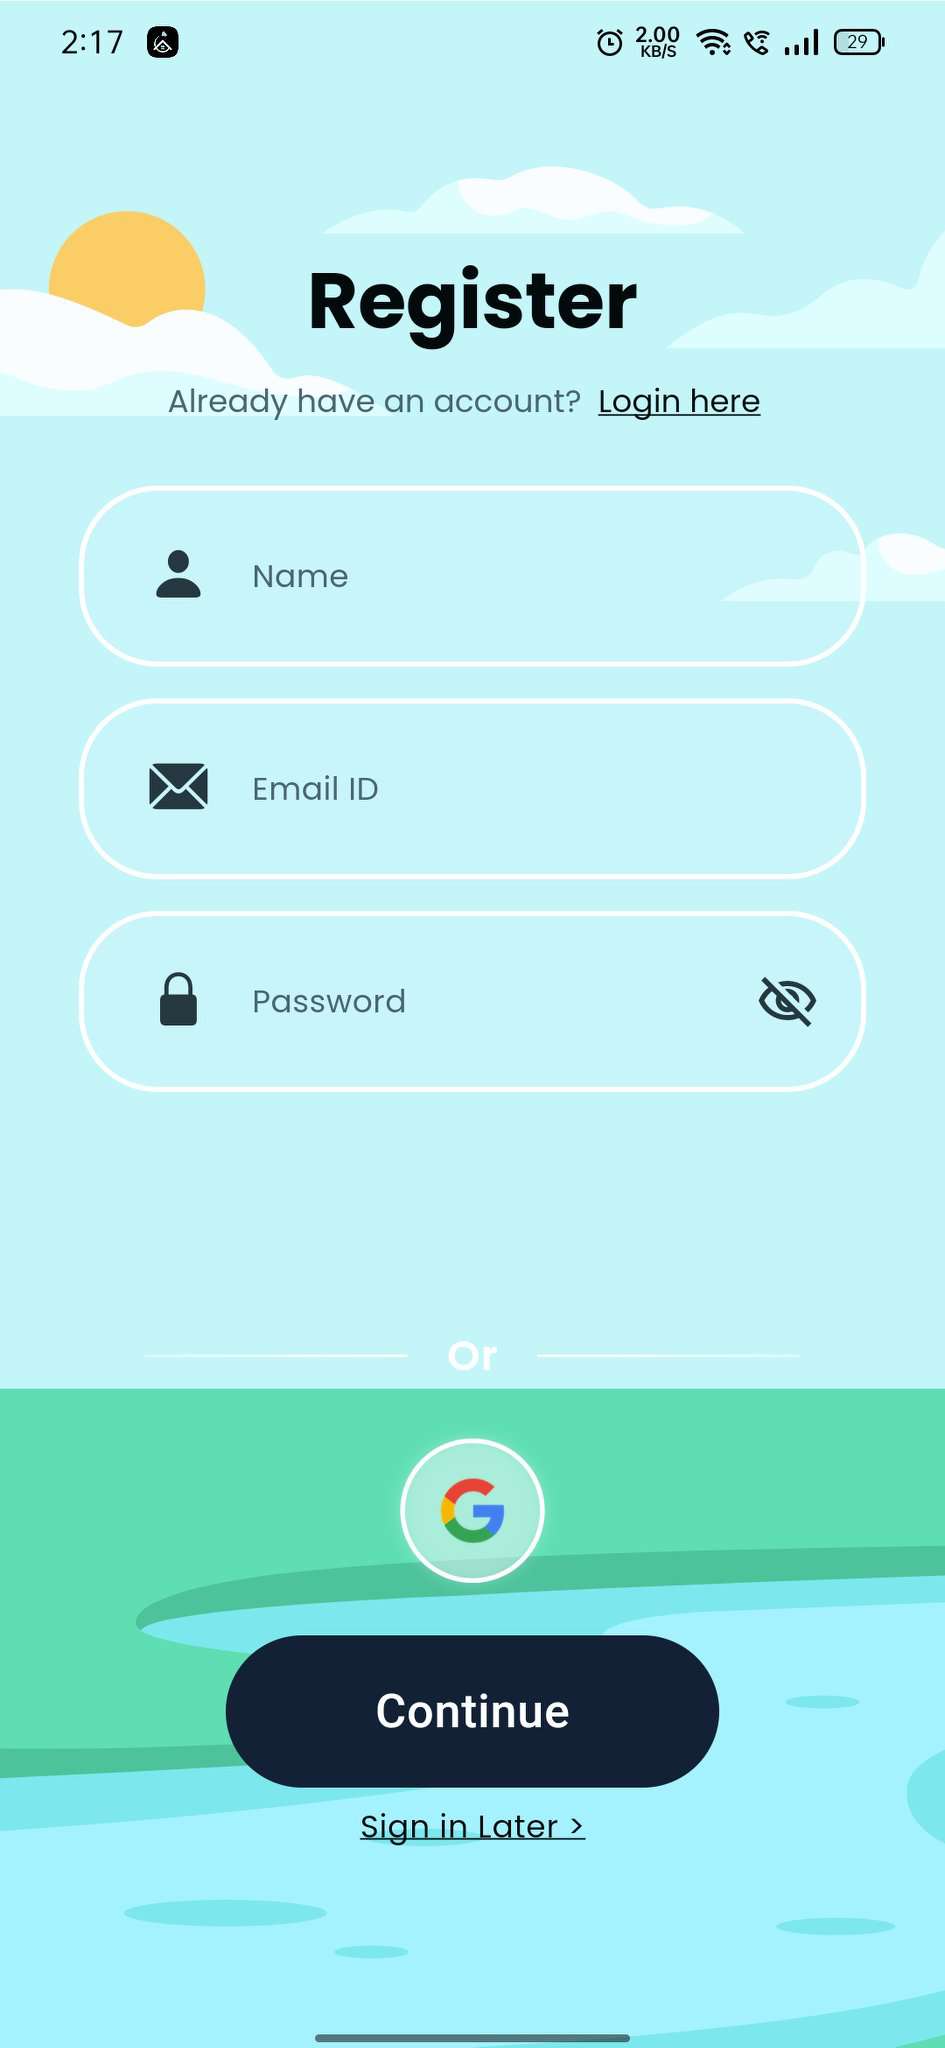 2:17
2.00
KB/S
29
Register
Already have an account? Login here
Name
Email ID
Password
Or
Continue
Sign in Later >